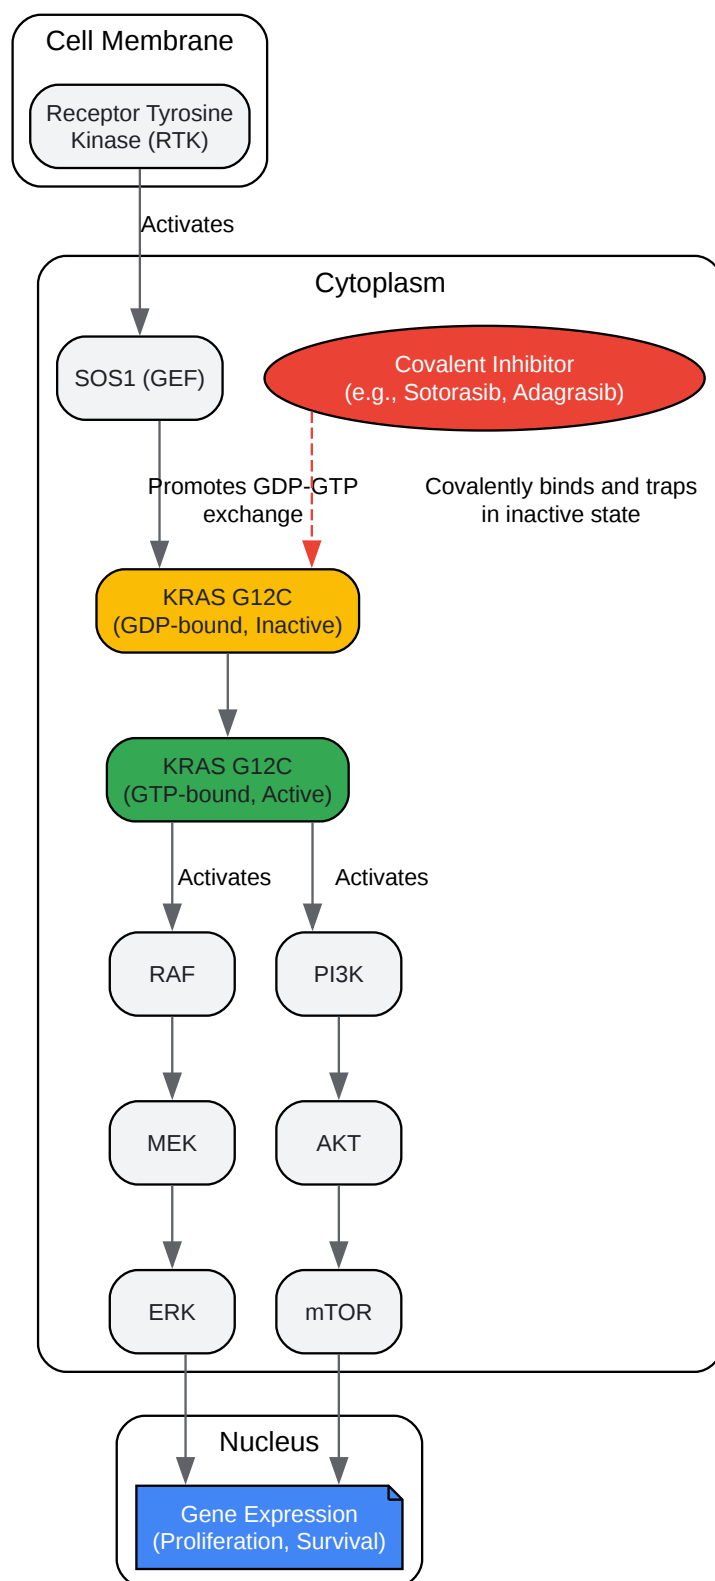 Cell Membrane
Receptor Tyrosine
Kinase (RTK)
Activates
Cytoplasm
SOS1 (GEF)
Covalent Inhibitor
(e.g., Sotorasib, Adagrasib)
Promotes GDP-GTP
exchange
Covalently binds and traps
in inactive state
KRAS G12C
(GDP-bound, Inactive)
KRAS G12C
(GTP-bound, Active)
Activates
Activates
RAF
PI3K
MEK
AKT
ERK
mTOR
Nucleus
Gene Expression
(Proliferation, Survival)